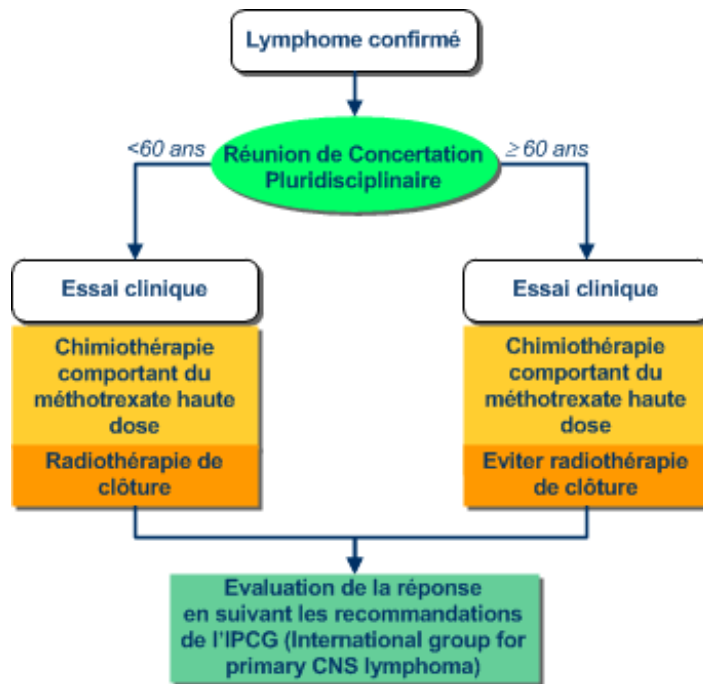 Lymphome confirmé
<60 ans
Réunion de Concertation
Pluridisciplinaire
≥ 60 ans
Essai clinique
Chimiothérapie
comportant du
méthotrexate haute
dose
Radiothérapie de
clôture
Essai clinique
Chimiothérapie
comportant du
méthotrexate haute
dose
Eviter radiothérapie
de clôture
Evaluation de la réponse
en suivant les recommandations
de l'IPCG (International group for
primary CNS lymphoma)